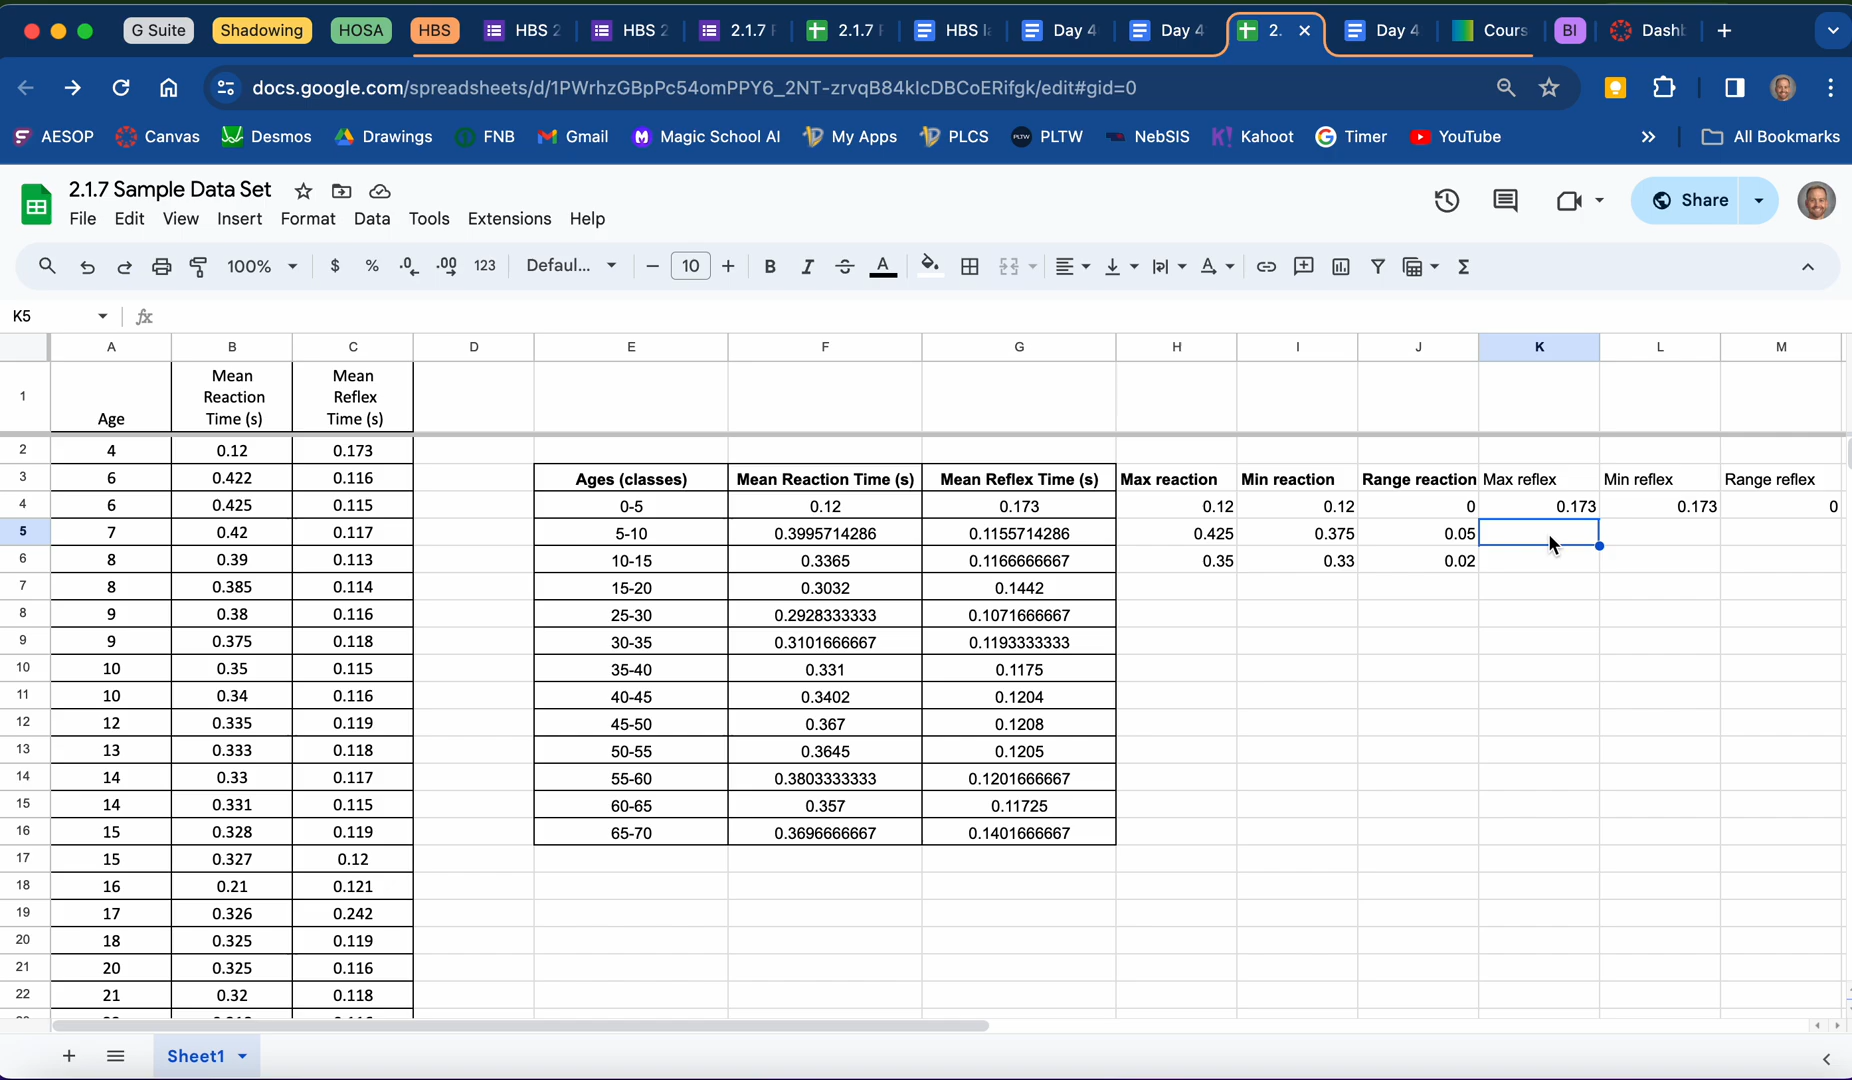 G Suite Shadowing HOSA HBS HBS 2 HBS 2 2.1.7 F 2.1.7 F HBS la Day 4 Day 4 2. Day 4 Cours BI Dashb
docs.google.com/spreadsheets/d/1PWrhzGBpPc54omPPY6_2NT-zrvqB84klcDBCoERifgk/edit#gid=0
AESOP Canvas Desmos Drawings FNB Gmail Magic School AI My Apps PLCS PLTW NebSIS Kahoot Timer YouTube All Bookmarks
2.1.7 Sample Data Set
File Edit View Insert Format Data Tools Extensions Help
Share
100% $ % .0 .00 123 Defaul... 10 B I A Σ
K5 fx
A B C D E F G H I J K L M
1 Age Mean Reaction Time (s) Mean Reflex Time (s)
2 4 0.12 0.173
3 6 0.422 0.116 Ages (classes) Mean Reaction Time (s) Mean Reflex Time (s) Max reaction Min reaction Range reaction Max reflex Min reflex Range reflex
4 6 0.425 0.115 0-5 0.12 0.173 0.12 0.12 0 0.173 0.173 0
5 7 0.42 0.117 5-10 0.3995714286 0.1155714286 0.425 0.375 0.05
6 8 0.39 0.113 10-15 0.3365 0.1166666667 0.35 0.33 0.02
7 8 0.385 0.114 15-20 0.3032 0.1442
8 9 0.38 0.116 25-30 0.2928333333 0.1071666667
9 9 0.375 0.118 30-35 0.3101666667 0.1193333333
10 10 0.35 0.115 35-40 0.331 0.1175
11 10 0.34 0.116 40-45 0.3402 0.1204
12 12 0.335 0.119 45-50 0.367 0.1208
13 13 0.333 0.118 50-55 0.3645 0.1205
14 14 0.33 0.117 55-60 0.3803333333 0.1201666667
15 14 0.331 0.115 60-65 0.357 0.11725
16 15 0.328 0.119 65-70 0.3696666667 0.1401666667
17 15 0.327 0.12
18 16 0.21 0.121
19 17 0.326 0.242
20 18 0.325 0.119
21 20 0.325 0.116
22 21 0.32 0.118
Sheet1